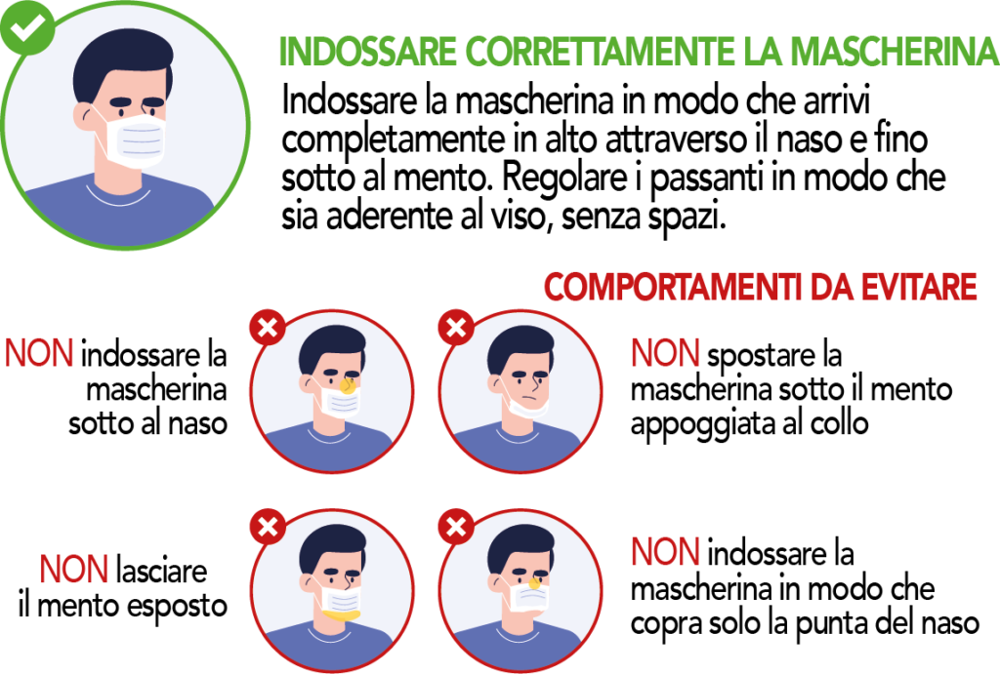 INDOSSARE CORRETTAMENTE LA MASCHERINA
Indossare la mascherina in modo che arrivi
completamente in alto attraverso il naso e fino
sotto al mento. Regolare i passanti in modo che
sia aderente al viso, senza spazi.
COMPORTAMENTI DA EVITARE
NON indossare la
mascherina
sotto al naso
NON spostare la
mascherina sotto il mento
appoggiata al collo
NON lasciare
il mento esposto
NON indossare la
mascherina in modo che
copra solo la punta del naso